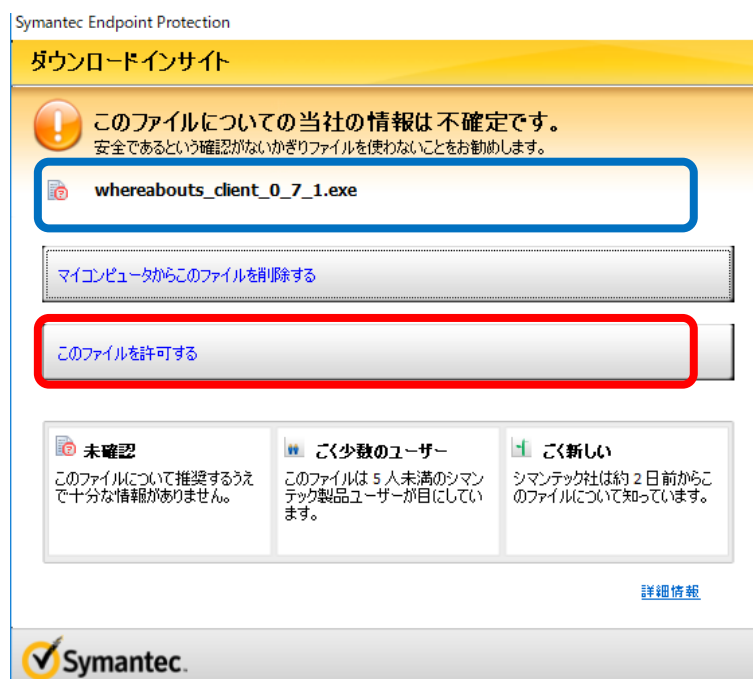 Symantec Endpoint Protection
ダウンロードインサイト
このファイルについての当社の情報は不確定です。
安全であるという確認がないかぎりファイルを使わないことをお勧めします。
whereabouts_client_0_7_1.exe
マイコンピュータからこのファイルを削除する
このファイルを許可する
未確認
このファイルについて推奨するうえ
で十分な情報がありません。
ごく少数のユーザー
このファイルは 5 人未満のシマン
テック製品ユーザーが目にしてい
ます。
ごく新しい
シマンテック社は約 2 日前からこ
のファイルについて知っています。
詳細情報
Symantec.